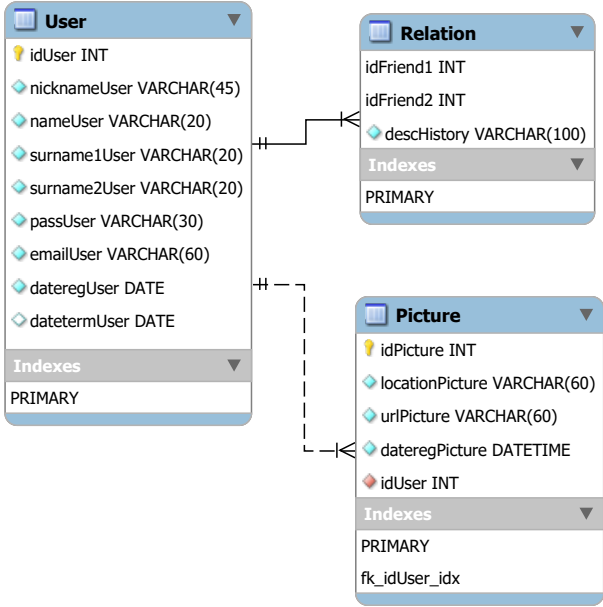 User
idUser INT
nicknameUser VARCHAR(45)
nameUser VARCHAR(20)
surname1User VARCHAR(20)
surname2User VARCHAR(20)
passUser VARCHAR(30)
emailUser VARCHAR(60)
dateregUser DATE
datetermUser DATE
Indexes
PRIMARY
Relation
idFriend1 INT
idFriend2 INT
descHistory VARCHAR(100)
Indexes
PRIMARY
Picture
idPicture INT
locationPicture VARCHAR(60)
urlPicture VARCHAR(60)
dateregPicture DATETIME
idUser INT
Indexes
PRIMARY
fk_idUser_idx